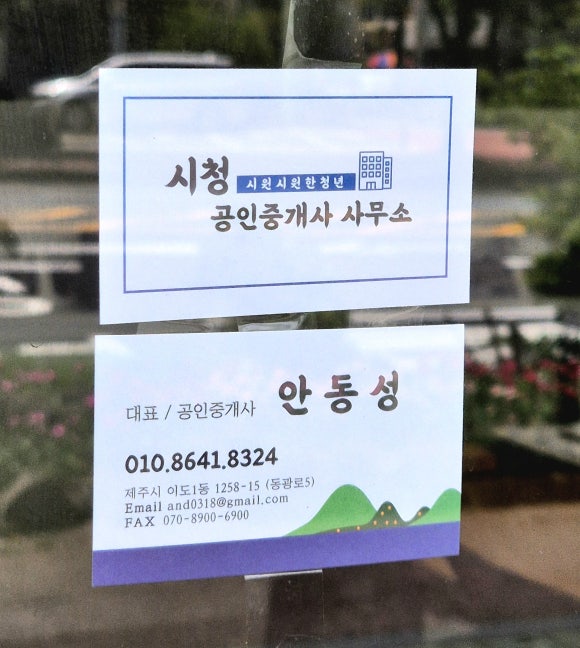 시청 시원시원한청년
공인중개사 사무소
대표 / 공인중개사 안동성
010.8641.8324
제주시 이도1동 1258-15 (동광로5)
Email and0318@gmail.com
FAX 070-8900-6900